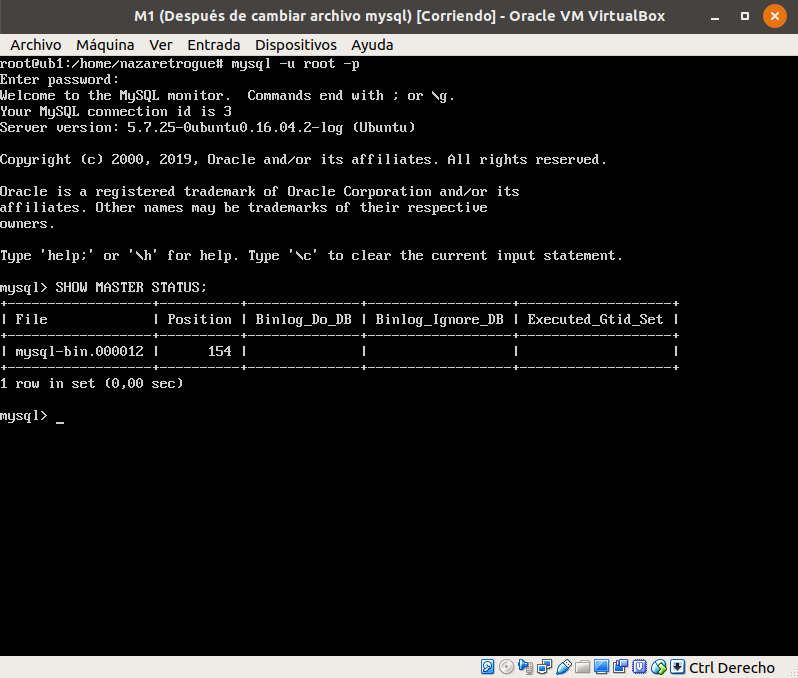 M1 (Después de cambiar archivo mysql) [Corriendo] - Oracle VM VirtualBox
Archivo Máquina Ver Entrada Dispositivos Ayuda
root@ub1:/home/nazaretrogue# mysql -u root -p
Enter password:
Welcome to the MySQL monitor.  Commands end with ; or \g.
Your MySQL connection id is 3
Server version: 5.7.25-0ubuntu0.16.04.2-log (Ubuntu)
Copyright (c) 2000, 2019, Oracle and/or its affiliates. All rights reserved.
Oracle is a registered trademark of Oracle Corporation and/or its
affiliates. Other names may be trademarks of their respective
owners.
Type 'help;' or '\h' for help. Type '\c' to clear the current input statement.
mysql> SHOW MASTER STATUS;
+------------------+----------+--------------+------------------+-------------------+
| File             | Position | Binlog_Do_DB | Binlog_Ignore_DB | Executed_Gtid_Set |
+------------------+----------+--------------+------------------+-------------------+
| mysql-bin.000012 |      154 |              |                  |                   |
+------------------+----------+--------------+------------------+-------------------+
1 row in set (0,00 sec)
mysql> _
Ctrl Derecho